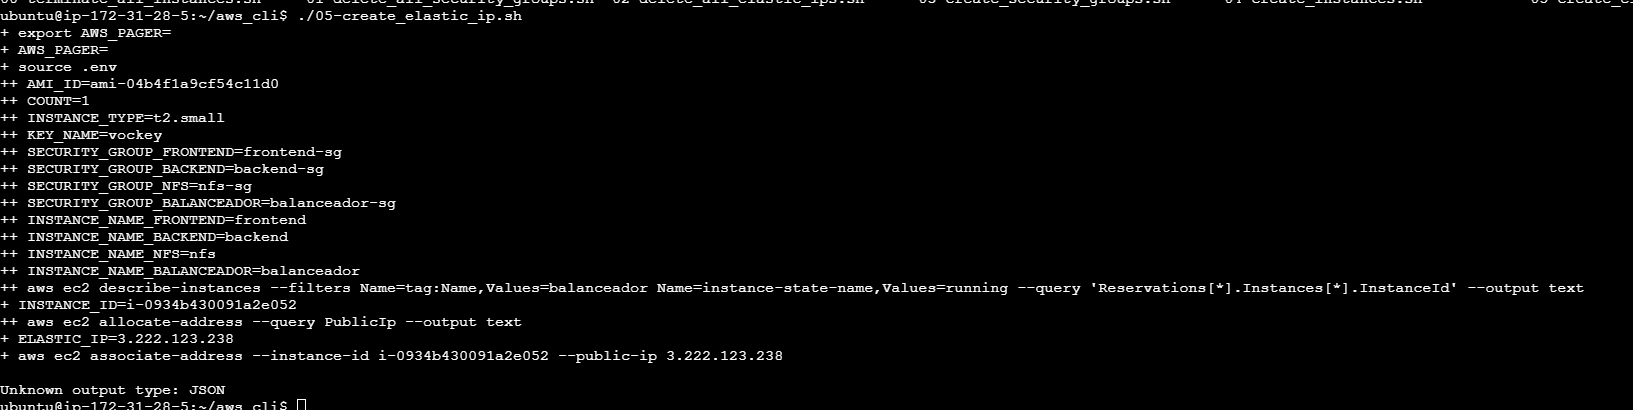 00-terminate_all_instances.sh 01-delete_all_security_groups.sh 02-delete_all_elastic_ips.sh 03-create_security_groups.sh 04-create_instances.sh
ubuntu@ip-172-31-28-5:~/aws_cli$ ./05-create_elastic_ip.sh
+ export AWS_PAGER=
+ AWS_PAGER=
+ source .env
++ AMI_ID=ami-04b4f1a9cf54c11d0
++ COUNT=1
++ INSTANCE_TYPE=t2.small
++ KEY_NAME=vockey
++ SECURITY_GROUP_FRONTEND=frontend-sg
++ SECURITY_GROUP_BACKEND=backend-sg
++ SECURITY_GROUP_NFS=nfs-sg
++ SECURITY_GROUP_BALANCEADOR=balanceador-sg
++ INSTANCE_NAME_FRONTEND=frontend
++ INSTANCE_NAME_BACKEND=backend
++ INSTANCE_NAME_NFS=nfs
++ INSTANCE_NAME_BALANCEADOR=balanceador
++ aws ec2 describe-instances --filters Name=tag:Name,Values=balanceador Name=instance-state-name,Values=running --query 'Reservations[*].Instances[*].InstanceId' --output text
+ INSTANCE_ID=i-0934b430091a2e052
++ aws ec2 allocate-address --query PublicIp --output text
+ ELASTIC_IP=3.222.123.238
+ aws ec2 associate-address --instance-id i-0934b430091a2e052 --public-ip 3.222.123.238
Unknown output type: JSON
ubuntu@ip-172-31-28-5:~/aws_cli$